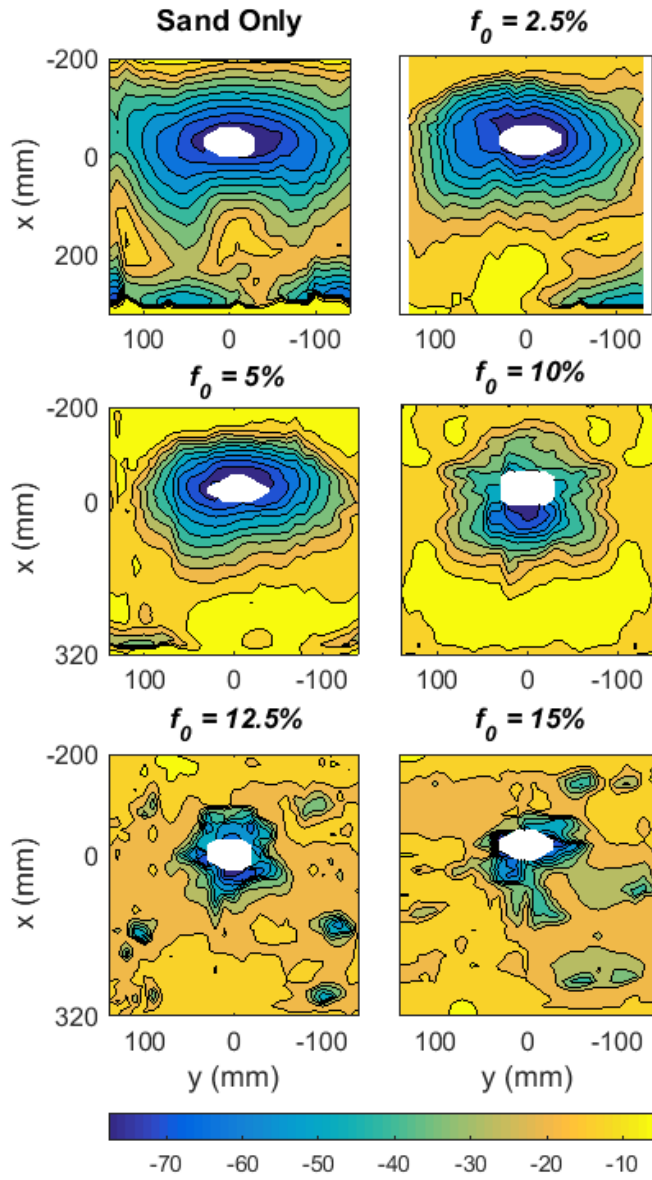 Sand Only
f0 = 2.5%
-200
0
200
x (mm)
100 0 -100
100 0 -100
f0 = 5%
f0 = 10%
-200
0
320
x (mm)
100 0 -100
100 0 -100
f0 = 12.5%
f0 = 15%
-200
0
320
x (mm)
100 0 -100
100 0 -100
y (mm)
y (mm)
-70 -60 -50 -40 -30 -20 -10